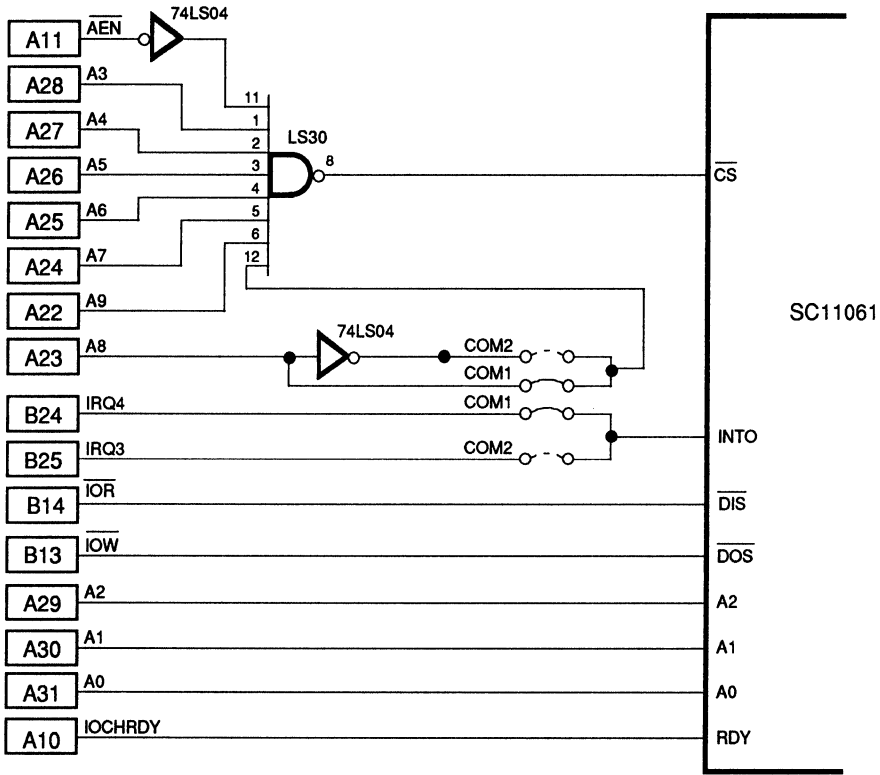 74LS04
A11 AEN
A28 A3
11
A27 A4
1
LS30
2
8
A26 A5
3
CS
4
A25 A6
5
A24 A7
6
12
A22 A9
SC11061
74LS04
A23 A8
COM2
COM1
B24 IRQ4
COM1
INTO
B25 IRQ3
COM2
B14 IOR
DIS
B13 IOW
DOS
A29 A2
A2
A30 A1
A1
A31 A0
A0
A10 IOCHRDY
RDY